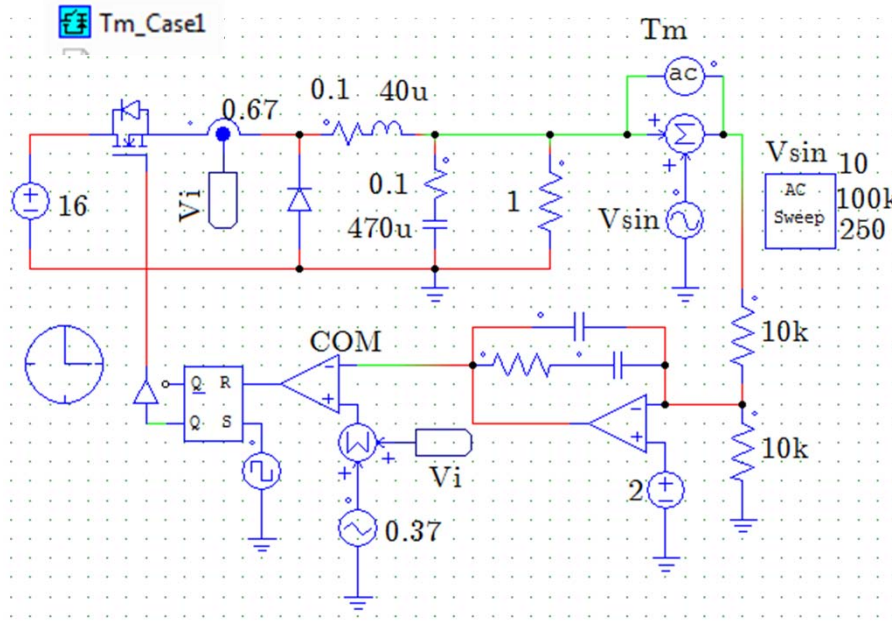 Tm_Case1
Tm
ac
0.67
0.1
40u
16
Vi
0.1
470u
1
Σ
Vsin
Vsin
AC
Sweep
10
100k
250
10k
COM
Q
R
Q
S
Σ
Vi
0.37
2
10k